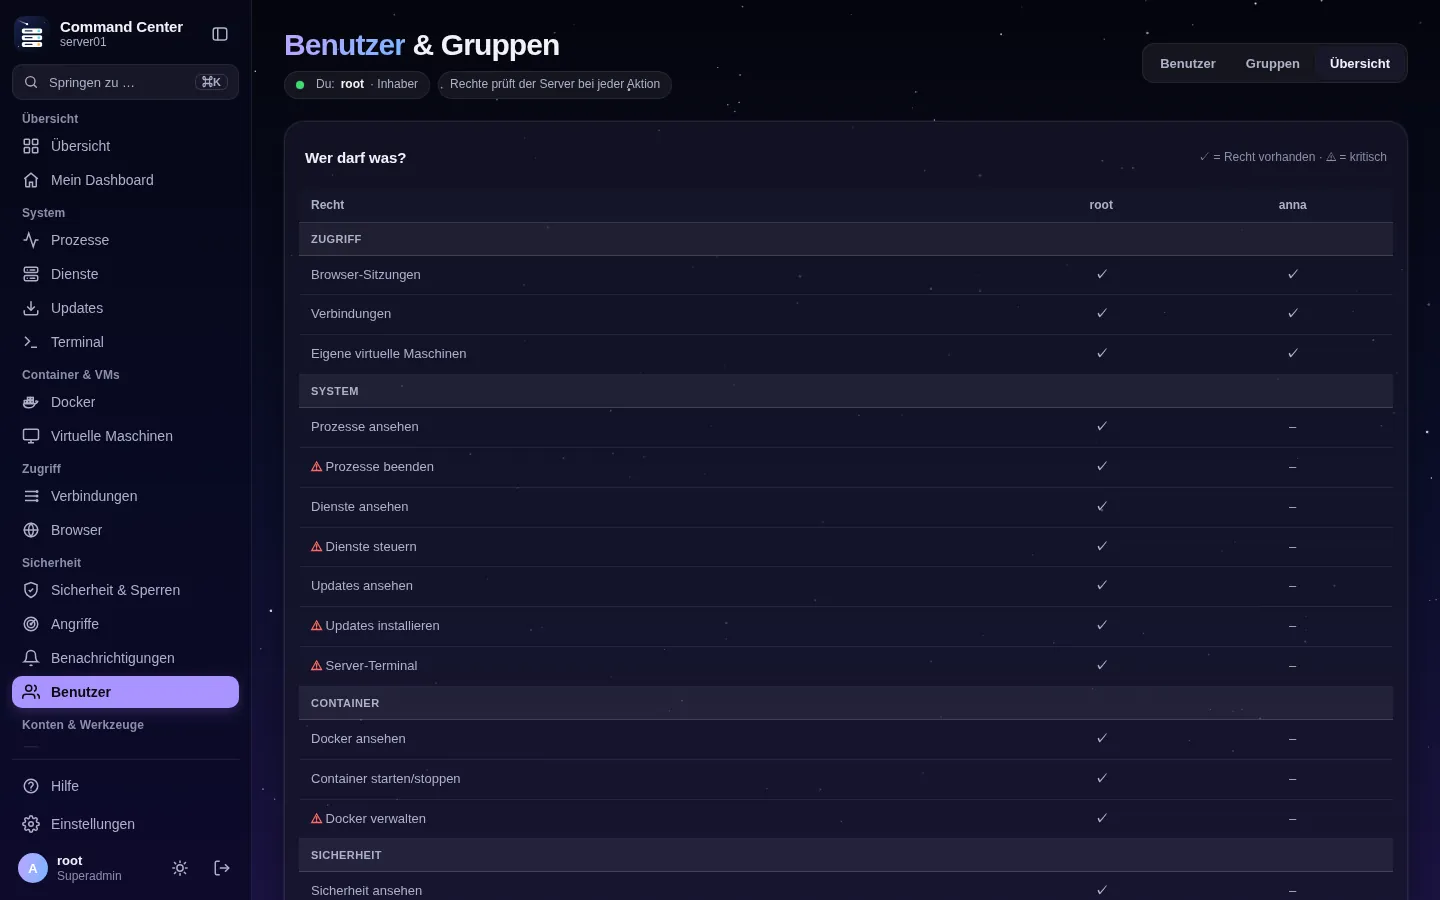 Command Center
server01
Springen zu …
⌘K
Übersicht
Übersicht
Mein Dashboard
System
Prozesse
Dienste
Updates
Terminal
Container & VMs
Docker
Virtuelle Maschinen
Zugriff
Verbindungen
Browser
Sicherheit
Sicherheit & Sperren
Angriffe
Benachrichtigungen
Benutzer
Konten & Werkzeuge
Hilfe
Einstellungen
A
root
Superadmin
Benutzer & Gruppen
Du: root · Inhaber
Rechte prüft der Server bei jeder Aktion
Benutzer Gruppen Übersicht
Wer darf was?
✓ = Recht vorhanden · ⚠ = kritisch
Recht root anna
ZUGRIFF
Browser-Sitzungen ✓ ✓
Verbindungen ✓ ✓
Eigene virtuelle Maschinen ✓ ✓
SYSTEM
Prozesse ansehen ✓ –
⚠ Prozesse beenden ✓ –
Dienste ansehen ✓ –
⚠ Dienste steuern ✓ –
Updates ansehen ✓ –
⚠ Updates installieren ✓ –
⚠ Server-Terminal ✓ –
CONTAINER
Docker ansehen ✓ –
Container starten/stoppen ✓ –
⚠ Docker verwalten ✓ –
SICHERHEIT
Sicherheit ansehen ✓ –